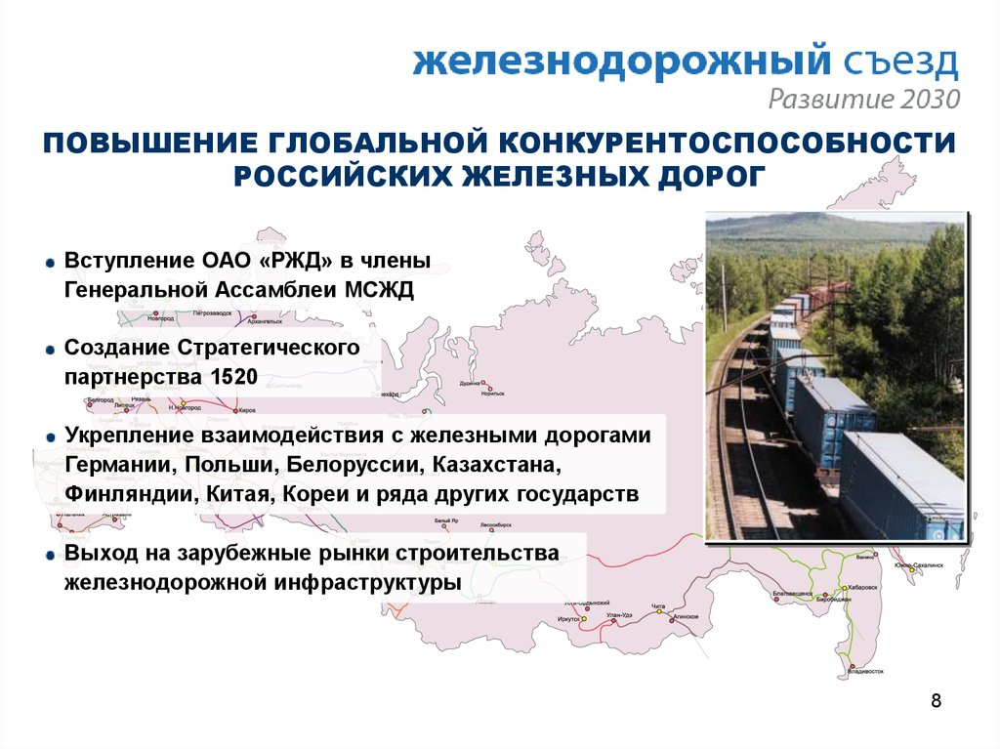 железнодорожный съезд
Развитие 2030
ПОВЫШЕНИЕ ГЛОБАЛЬНОЙ КОНКУРЕНТОСПОСОБНОСТИ
РОССИЙСКИХ ЖЕЛЕЗНЫХ ДОРОГ
Вступление ОАО «РЖД» в члены
Генеральной Ассамблеи МСЖД
Новгород
Петрозаводск
Архангельск
Создание Стратегического
партнерства 1520
Дудинка
Норильск
Салехард
Белгород
Рязань
Липецк
Н.Новгород
Киров
Укрепление взаимодействия с железными дорогами
Германии, Польши, Белоруссии, Казахстана,
Финляндии, Китая, Кореи и ряда других государств
Белый Яр
Лесосибирск
Выход на зарубежные рынки строительства
железнодорожной инфраструктуры
Ванино
Южно-Сахалинск
Хабаровск
Благовещенск
Биробиджан
Чита
Улан-Удэ
Агинское
Иркутск
Владивосток
8